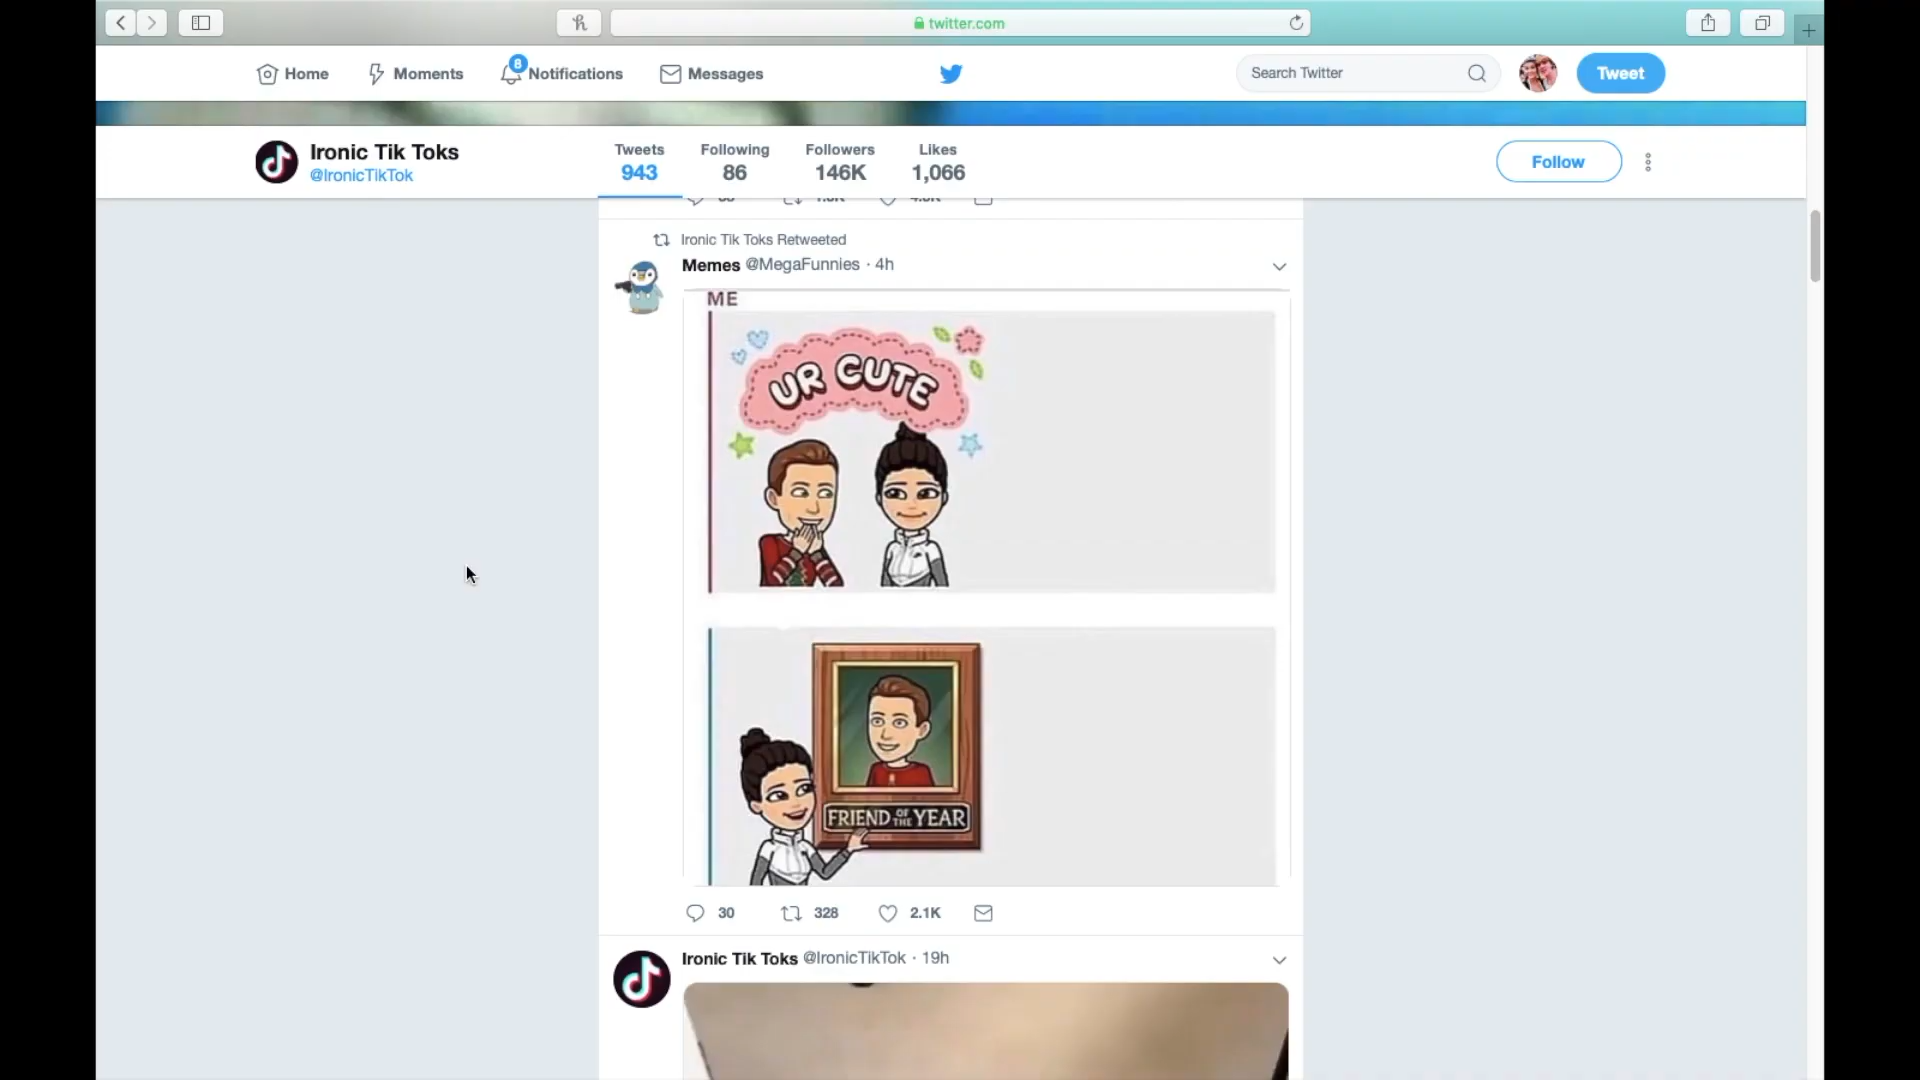 twitter.com
Home
Moments
8
Notifications
Messages
Search Twitter
Tweet
Ironic Tik Toks
@IronicTikTok
Tweets
943
Following
86
Followers
146K
Likes
1,066
Follow
Ironic Tik Toks Retweeted
Memes @MegaFunnies · 4h
ME
UR CUTE
FRIEND OF THE YEAR
30
328
2.1K
Ironic Tik Toks @IronicTikTok · 19h